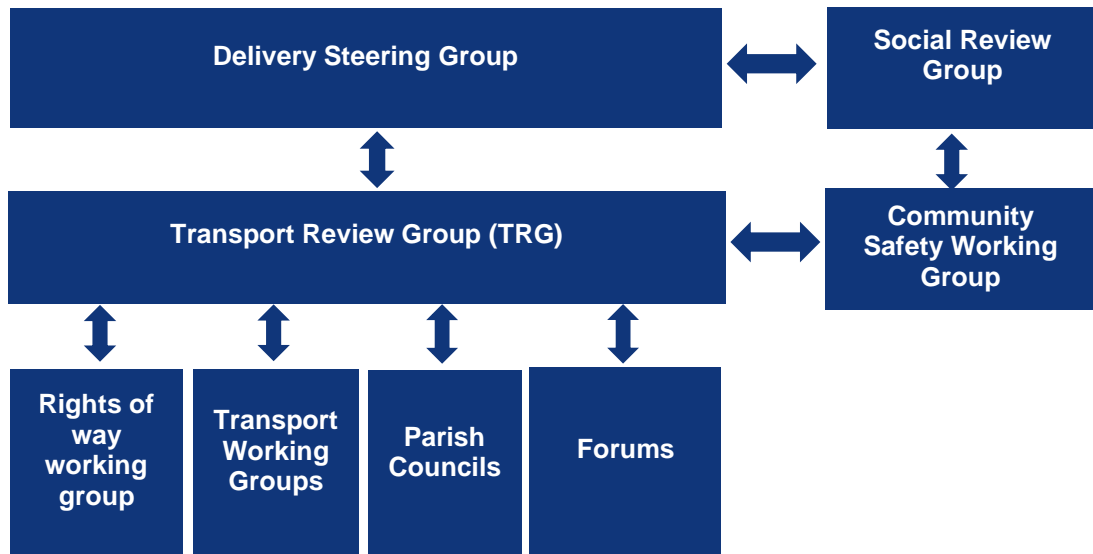 Delivery Steering Group
Social Review
Group
Transport Review Group (TRG)
Community
Safety Working
Group
Rights of
way
working
group
Transport
Working
Groups
Parish
Councils
Forums